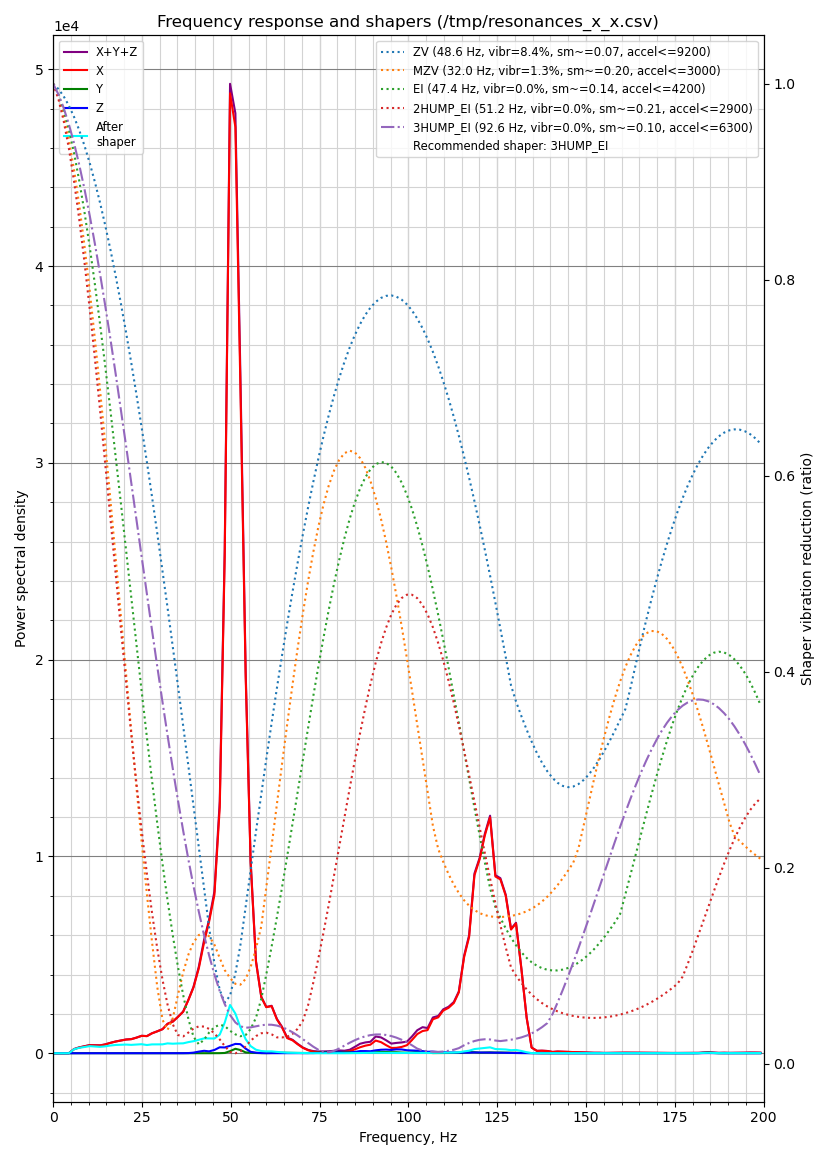 Frequency response and shapers (/tmp/resonances_x_x.csv)
1e4
X+Y+Z
X
Y
Z
After
shaper
ZV (48.6 Hz, vibr=8.4%, sm~=0.07, accel<=9200)
MZV (32.0 Hz, vibr=1.3%, sm~=0.20, accel<=3000)
EI (47.4 Hz, vibr=0.0%, sm~=0.14, accel<=4200)
2HUMP_EI (51.2 Hz, vibr=0.0%, sm~=0.21, accel<=2900)
3HUMP_EI (92.6 Hz, vibr=0.0%, sm~=0.10, accel<=6300)
Recommended shaper: 3HUMP_EI
5
4
3
2
1
0
Power spectral density
1.0
0.8
0.6
0.4
0.2
0.0
Shaper vibration reduction (ratio)
0 25 50 75 100 125 150 175 200
Frequency, Hz